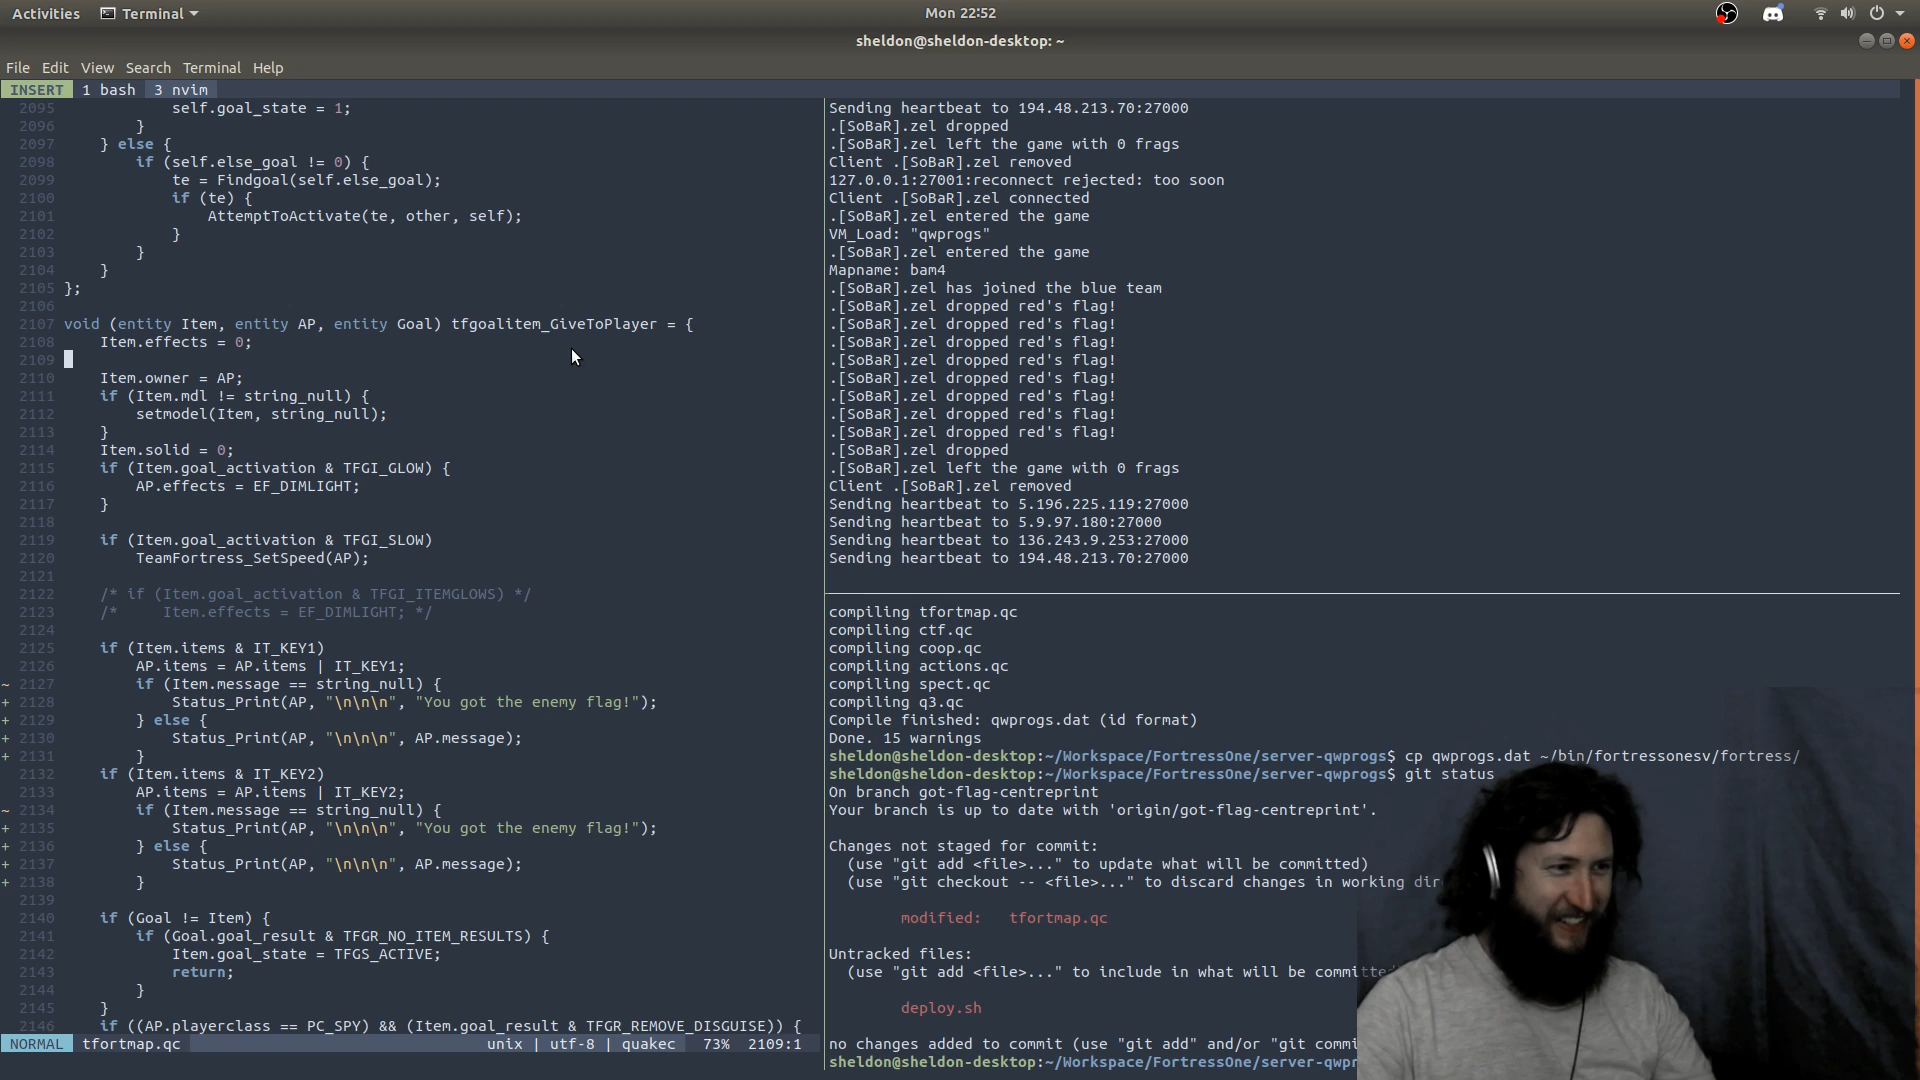 Activities Terminal Mon 22:52
sheldon@sheldon-desktop: ~
File Edit View Search Terminal Help
INSERT 1 bash 3 nvim
2095 self.goal_state = 1;
2096 }
2097 } else {
2098 if (self.else_goal != 0) {
2099 te = Findgoal(self.else_goal);
2100 if (te) {
2101 AttemptToActivate(te, other, self);
2102 }
2103 }
2104 }
2105 };
2106
2107 void (entity Item, entity AP, entity Goal) tfgoalitem_GiveToPlayer = {
2108 Item.effects = 0;
2109
2110 Item.owner = AP;
2111 if (Item.mdl != string_null) {
2112 setmodel(Item, string_null);
2113 }
2114 Item.solid = 0;
2115 if (Item.goal_activation & TFGI_GLOW) {
2116 AP.effects = EF_DIMLIGHT;
2117 }
2118
2119 if (Item.goal_activation & TFGI_SLOW)
2120 TeamFortress_SetSpeed(AP);
2121
2122 /* if (Item.goal_activation & TFGI_ITEMGLOWS) */
2123 /* Item.effects = EF_DIMLIGHT; */
2124
2125 if (Item.items & IT_KEY1)
2126 AP.items = AP.items | IT_KEY1;
~ 2127 if (Item.message == string_null) {
+ 2128 Status_Print(AP, "\n\n\n", "You got the enemy flag!");
+ 2129 } else {
+ 2130 Status_Print(AP, "\n\n\n", AP.message);
+ 2131 }
2132 if (Item.items & IT_KEY2)
2133 AP.items = AP.items | IT_KEY2;
~ 2134 if (Item.message == string_null) {
+ 2135 Status_Print(AP, "\n\n\n", "You got the enemy flag!");
+ 2136 } else {
+ 2137 Status_Print(AP, "\n\n\n", AP.message);
+ 2138 }
2139
2140 if (Goal != Item) {
2141 if (Goal.goal_result & TFGR_NO_ITEM_RESULTS) {
2142 Item.goal_state = TFGS_ACTIVE;
2143 return;
2144 }
2145 }
2146 if ((AP.playerclass == PC_SPY) && (Item.goal_result & TFGR_REMOVE_DISGUISE)) {
NORMAL tfortmap.qc unix | utf-8 | quakec 73% 2109:1
Sending heartbeat to 194.48.213.70:27000
.[SoBaR].zel dropped
.[SoBaR].zel left the game with 0 frags
Client .[SoBaR].zel removed
127.0.0.1:27001:reconnect rejected: too soon
Client .[SoBaR].zel connected
.[SoBaR].zel entered the game
VM_Load: "qwprogs"
.[SoBaR].zel entered the game
Mapname: bam4
.[SoBaR].zel has joined the blue team
.[SoBaR].zel dropped red's flag!
.[SoBaR].zel dropped red's flag!
.[SoBaR].zel dropped red's flag!
.[SoBaR].zel dropped red's flag!
.[SoBaR].zel dropped red's flag!
.[SoBaR].zel dropped red's flag!
.[SoBaR].zel dropped red's flag!
.[SoBaR].zel dropped red's flag!
.[SoBaR].zel dropped
.[SoBaR].zel left the game with 0 frags
Client .[SoBaR].zel removed
Sending heartbeat to 5.196.225.119:27000
Sending heartbeat to 5.9.97.180:27000
Sending heartbeat to 136.243.9.253:27000
Sending heartbeat to 194.48.213.70:27000
compiling tfortmap.qc
compiling ctf.qc
compiling coop.qc
compiling actions.qc
compiling spect.qc
compiling q3.qc
Compile finished: qwprogs.dat (id format)
Done. 15 warnings
sheldon@sheldon-desktop:~/Workspace/FortressOne/server-qwprogs$ cp qwprogs.dat ~/bin/fortressonesv/fortress/
sheldon@sheldon-desktop:~/Workspace/FortressOne/server-qwprogs$ git status
On branch got-flag-centreprint
Your branch is up to date with 'origin/got-flag-centreprint'.
Changes not staged for commit:
(use "git add <file>..." to update what will be committed)
(use "git checkout -- <file>..." to discard changes in working dir
modified: tfortmap.qc
Untracked files:
(use "git add <file>..." to include in what will be committe
deploy.sh
no changes added to commit (use "git add" and/or "git commi
sheldon@sheldon-desktop:~/Workspace/FortressOne/server-qwpr